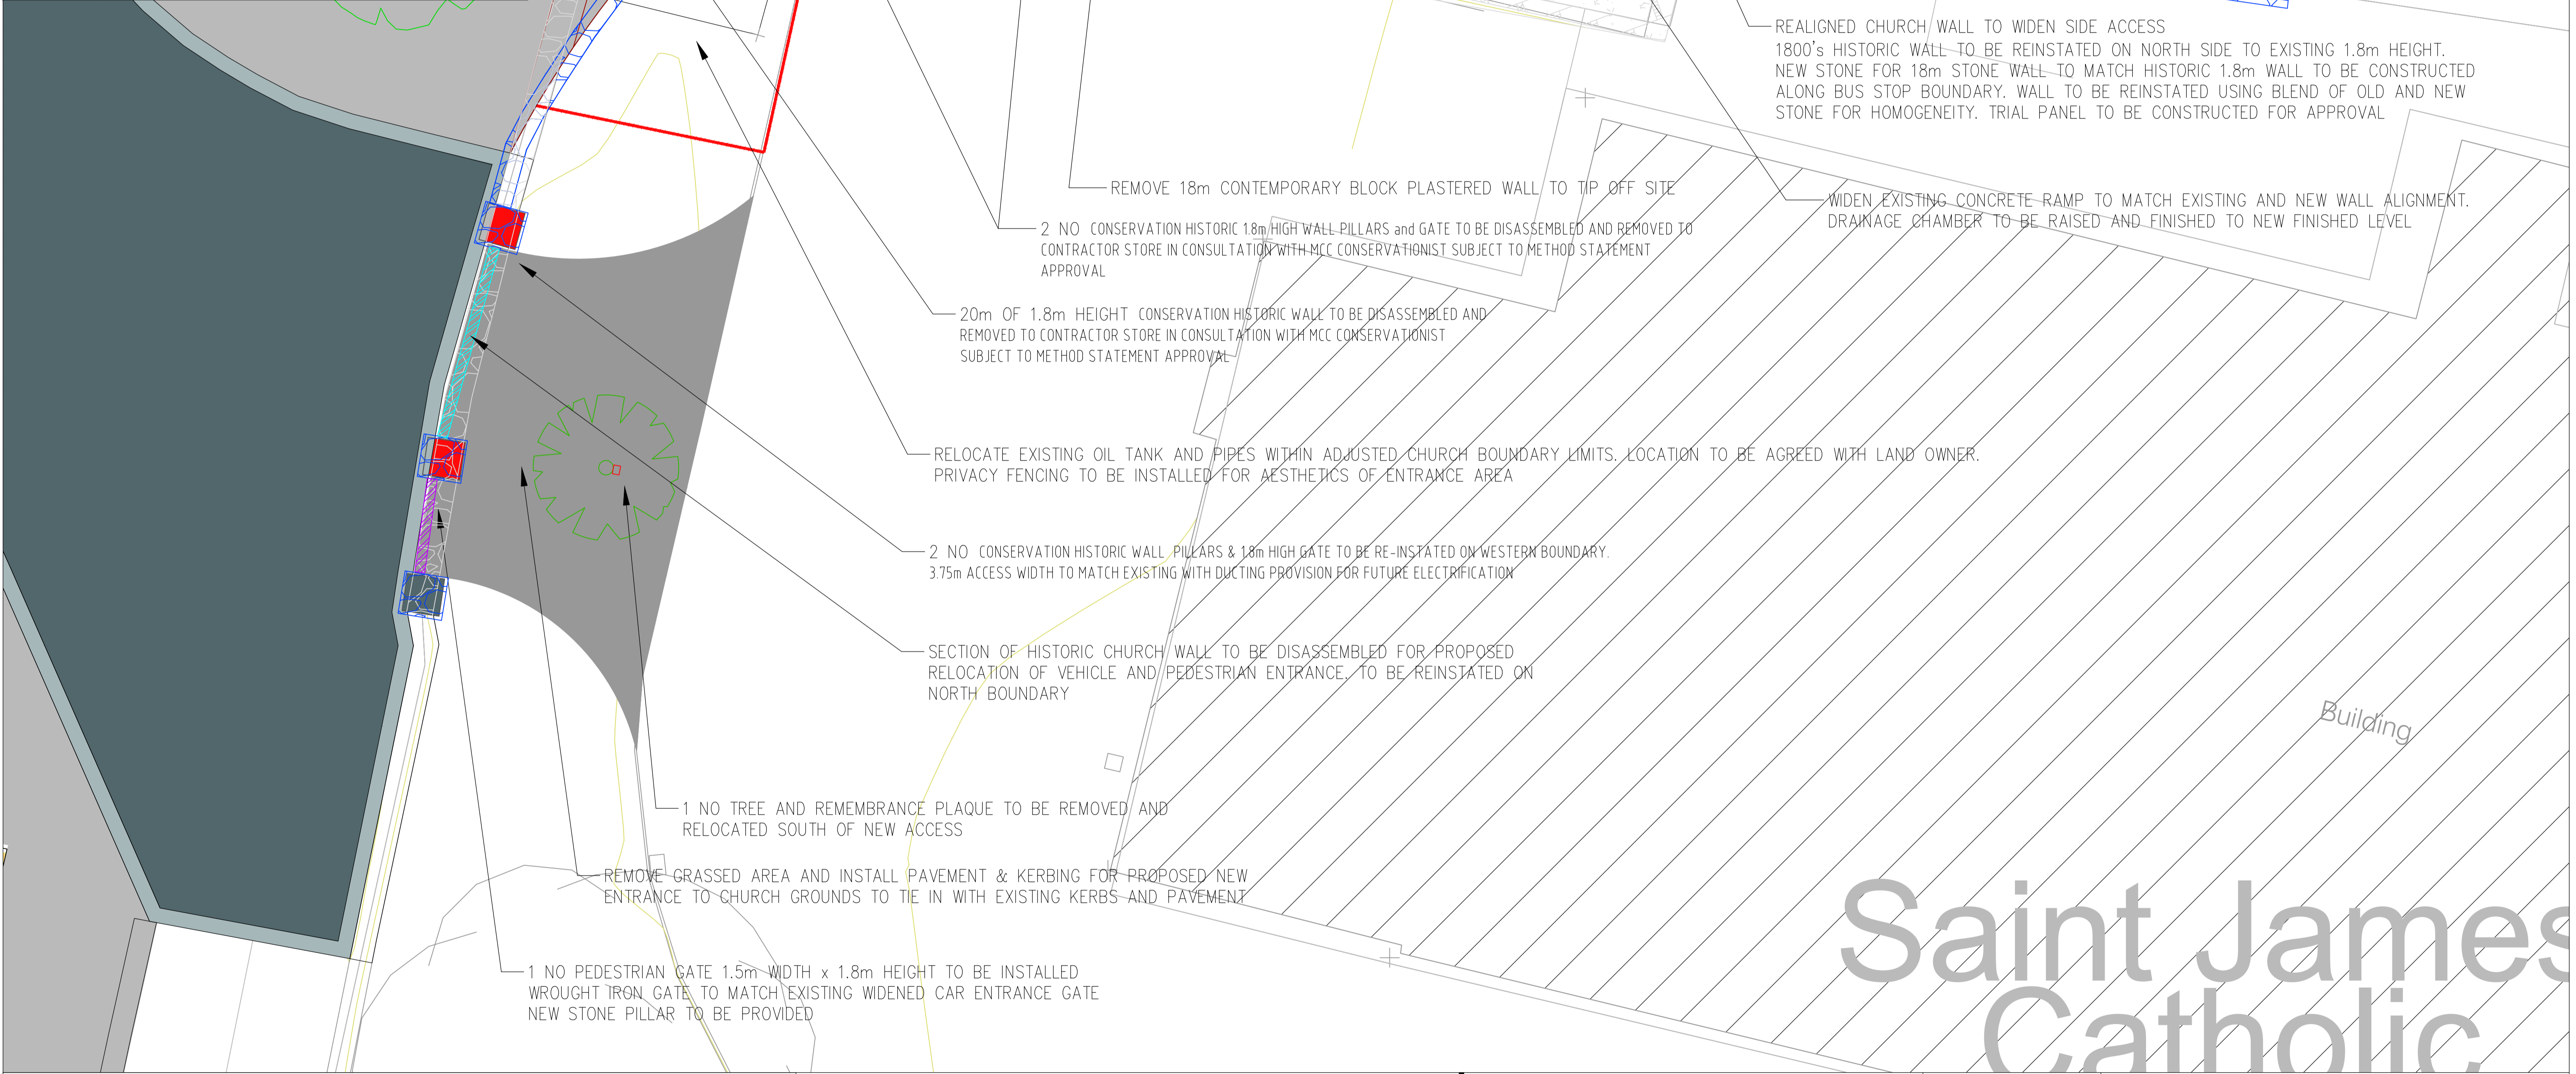 REALIGNED CHURCH WALL TO WIDEN SIDE ACCESS
1800's HISTORIC WALL TO BE REINSTATED ON NORTH SIDE TO EXISTING 1.8m HEIGHT.
NEW STONE FOR 18m STONE WALL TO MATCH HISTORIC 1.8m WALL TO BE CONSTRUCTED
ALONG BUS STOP BOUNDARY. WALL TO BE REINSTATED USING BLEND OF OLD AND NEW
STONE FOR HOMOGENEITY. TRIAL PANEL TO BE CONSTRUCTED FOR APPROVAL
REMOVE 18m CONTEMPORARY BLOCK PLASTERED WALL TO TIP OFF SITE
WIDEN EXISTING CONCRETE RAMP TO MATCH EXISTING AND NEW WALL ALIGNMENT.
DRAINAGE CHAMBER TO BE RAISED AND FINISHED TO NEW FINISHED LEVEL
2 NO CONSERVATION HISTORIC 1.8m HIGH WALL PILLARS and GATE TO BE DISASSEMBLED AND REMOVED TO
CONTRACTOR STORE IN CONSULTATION WITH MCC CONSERVATIONIST SUBJECT TO METHOD STATEMENT
APPROVAL
20m OF 1.8m HEIGHT CONSERVATION HISTORIC WALL TO BE DISASSEMBLED AND
REMOVED TO CONTRACTOR STORE IN CONSULTATION WITH MCC CONSERVATIONIST
SUBJECT TO METHOD STATEMENT APPROVAL
RELOCATE EXISTING OIL TANK AND PIPES WITHIN ADJUSTED CHURCH BOUNDARY LIMITS. LOCATION TO BE AGREED WITH LAND OWNER.
PRIVACY FENCING TO BE INSTALLED FOR AESTHETICS OF ENTRANCE AREA
2 NO CONSERVATION HISTORIC WALL PILLARS & 1.8m HIGH GATE TO BE RE-INSTATED ON WESTERN BOUNDARY.
3.75m ACCESS WIDTH TO MATCH EXISTING WITH DUCTING PROVISION FOR FUTURE ELECTRIFICATION
SECTION OF HISTORIC CHURCH WALL TO BE DISASSEMBLED FOR PROPOSED
RELOCATION OF VEHICLE AND PEDESTRIAN ENTRANCE. TO BE REINSTATED ON
NORTH BOUNDARY
Building
1 NO TREE AND REMEMBRANCE PLAQUE TO BE REMOVED AND
RELOCATED SOUTH OF NEW ACCESS
REMOVE GRASSED AREA AND INSTALL PAVEMENT & KERBING FOR PROPOSED NEW
ENTRANCE TO CHURCH GROUNDS TO TIE IN WITH EXISTING KERBS AND PAVEMENT
1 NO PEDESTRIAN GATE 1.5m WIDTH x 1.8m HEIGHT TO BE INSTALLED
WROUGHT IRON GATE TO MATCH EXISTING WIDENED CAR ENTRANCE GATE
NEW STONE PILLAR TO BE PROVIDED
Saint James
Catholic